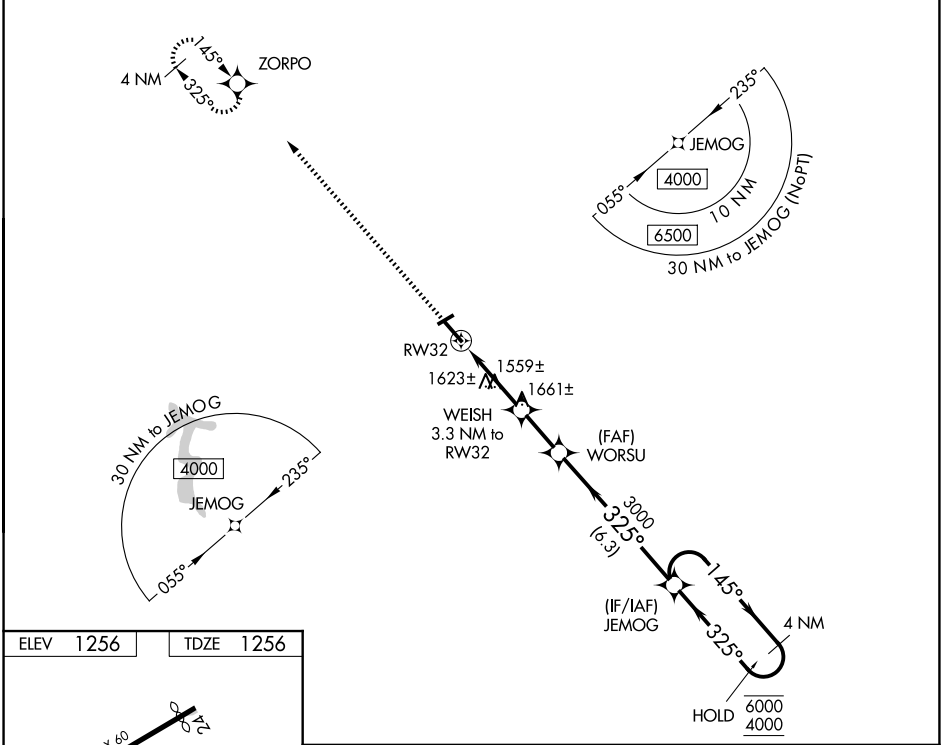 145°
ZORPO
4 NM
325°
235°
JEMOG
4000
055°
10 NM
6500
30 NM to JEMOG (NoPT)
RW32
1559±
1623±
1661±
WEISH
3.3 NM to
RW32
(FAF)
WORSU
30 NM to JEMOG
4000
235°
JEMOG
055°
3000
325°
(6.3)
145°
(IF/IAF)
JEMOG
4 NM
325°
HOLD
6000
4000
ELEV 1256
TDZE 1256
24
X 60